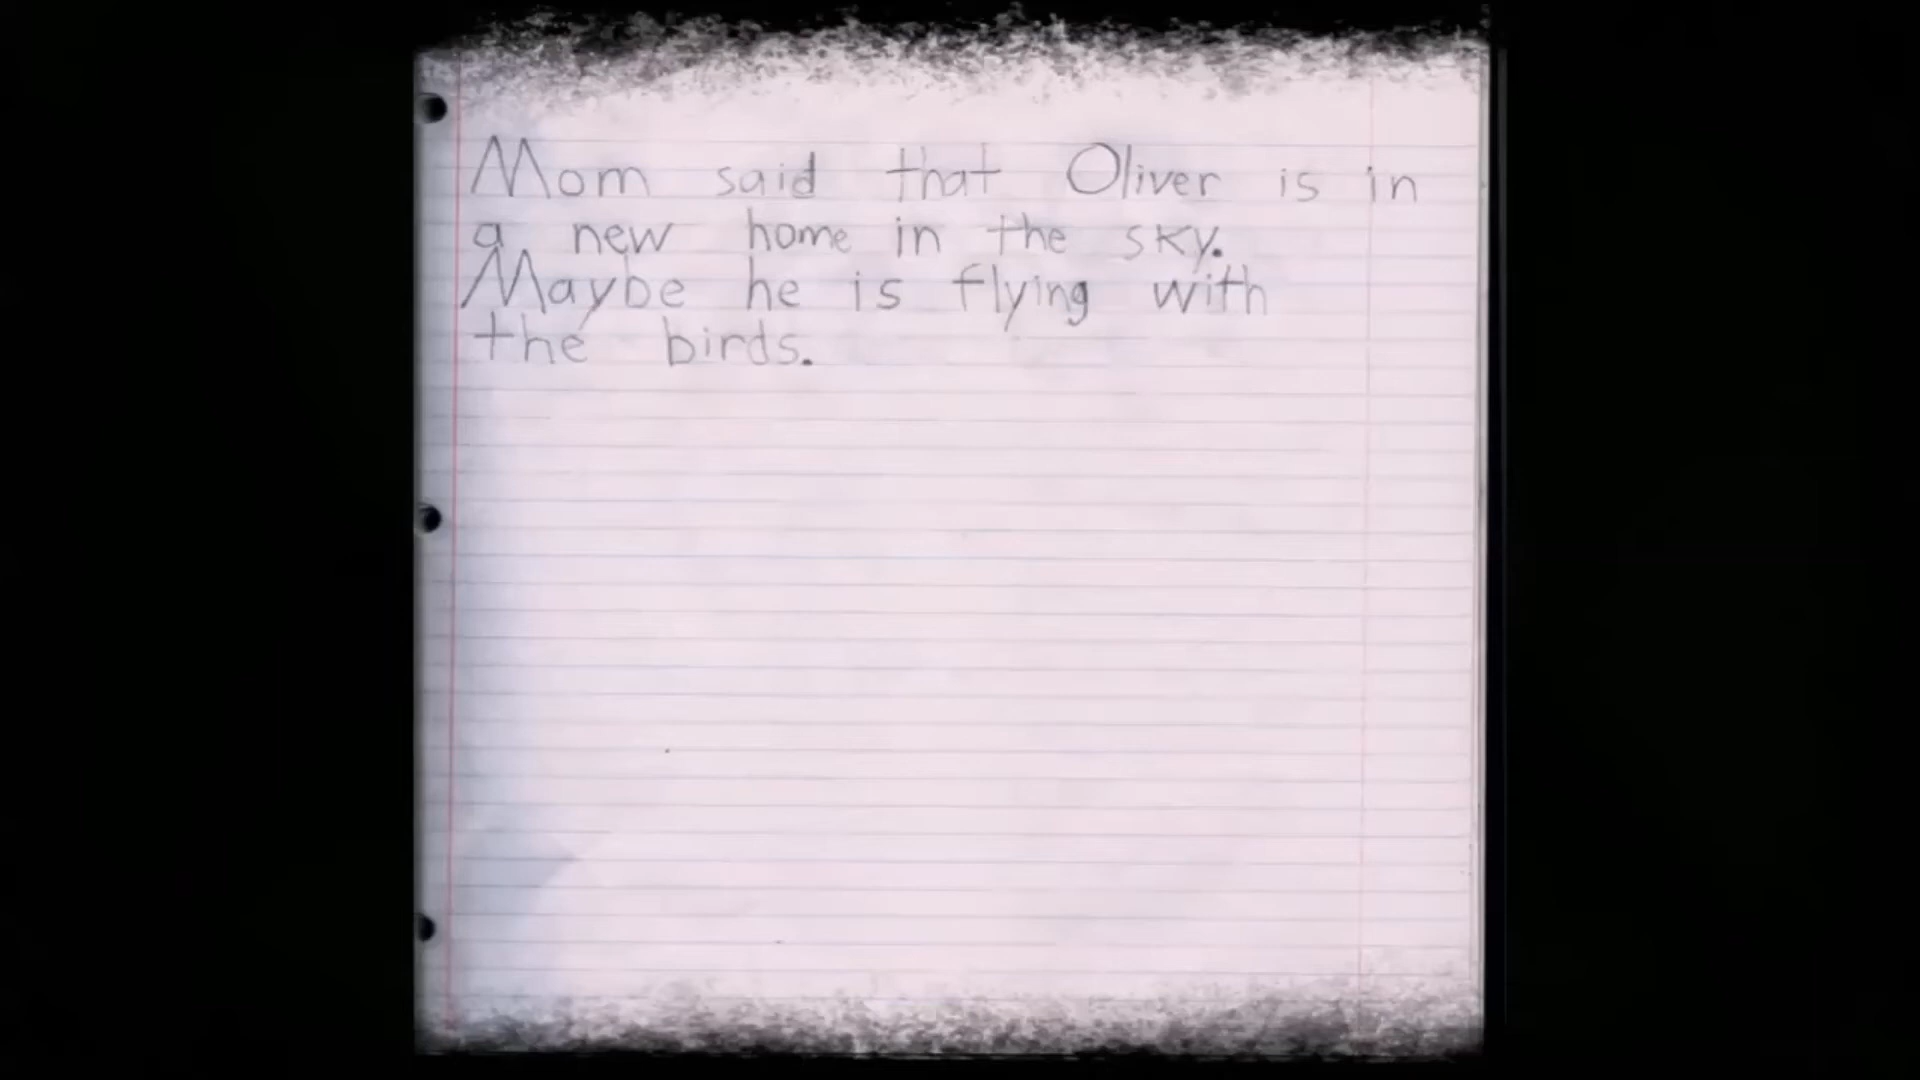 Mom said that Oliver is in
a new home in the sky.
Maybe he is flying with
the birds.